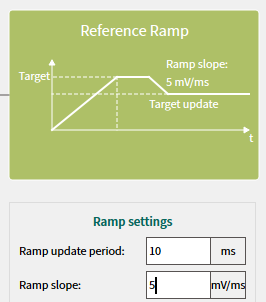 Reference Ramp
Ramp slope:
Target
5 mV/ms
Target update
t
Ramp settings
Ramp update period: 10 ms
Ramp slope: 5 mV/ms